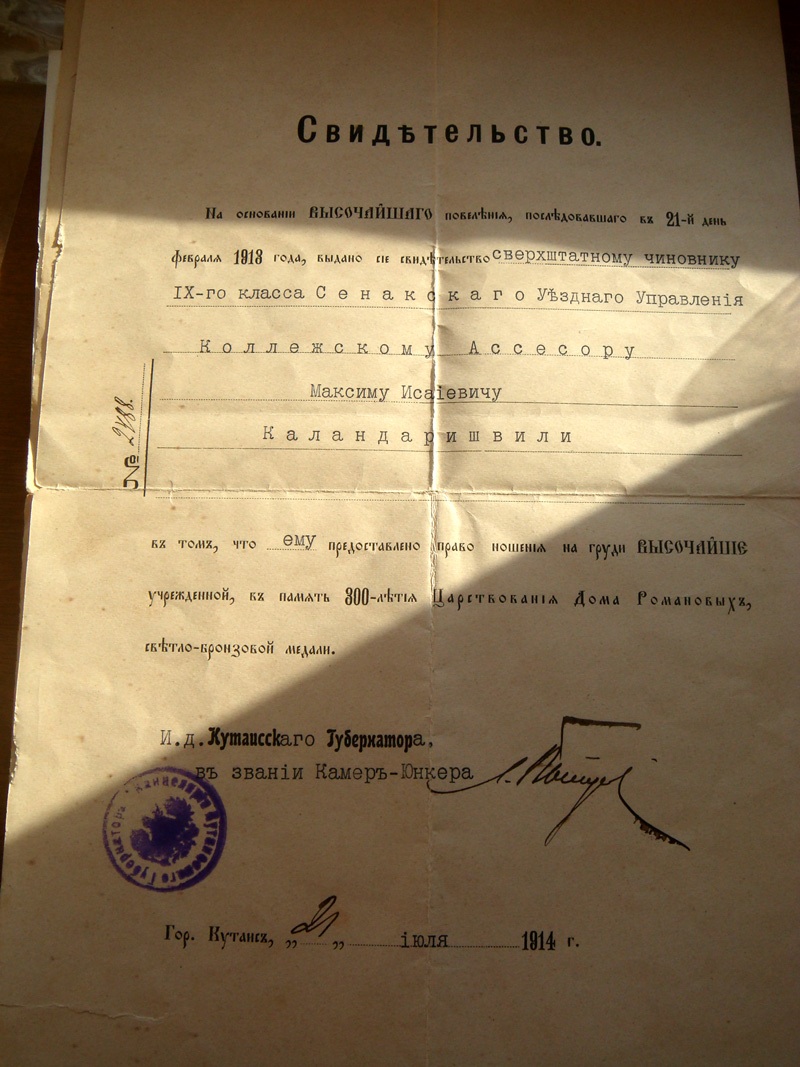 Свидѣтельство.
На основаніи ВЫСОЧАЙШАГО повелѣнія, послѣдовавшаго въ 21-й день
февраля 1913 года, выдано сіе свидѣтельство сверхштатному чиновнику
IX-го класса Сенакскаго Уѣзднаго Управленія
Коллежскому Ассесору
Максиму Исаіевичу
Каландаришвили
№
въ томъ, что ему предоставлено право ношенія на груди ВЫСОЧАЙШЕ
учрежденной, въ память 300-лѣтія Царствованія Дома Романовыхъ,
свѣтло-бронзовой медали.
И.д. Кутаисскаго Губернатора,
въ званіи Камеръ-Юнкера
Канцелярія Кутаисскаго Губернатора
Гор. Кутаисъ, „21„ іюля 1914 г.